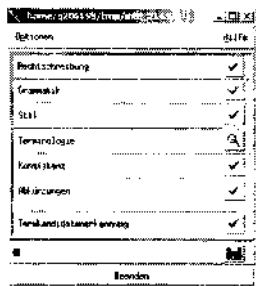 Optionen Hilfe
Rechtschreibung
Grammatik
Stil
Terminologie
Konsistenz
Abkürzungen
Beenden